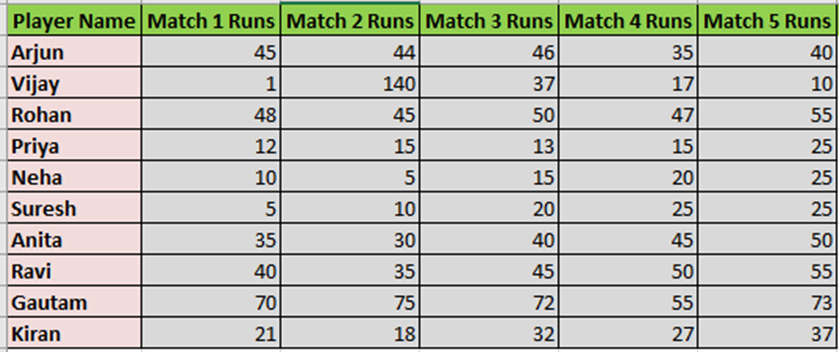 Player Name Match 1 Runs Match 2 Runs Match 3 Runs Match 4 Runs Match 5 Runs
Arjun 45 44 46 35 40
Vijay 1 140 37 17 10
Rohan 48 45 50 47 55
Priya 12 15 13 15 25
Neha 10 5 15 20 25
Suresh 5 10 20 25 25
Anita 35 30 40 45 50
Ravi 40 35 45 50 55
Gautam 70 75 72 55 73
Kiran 21 18 32 27 37